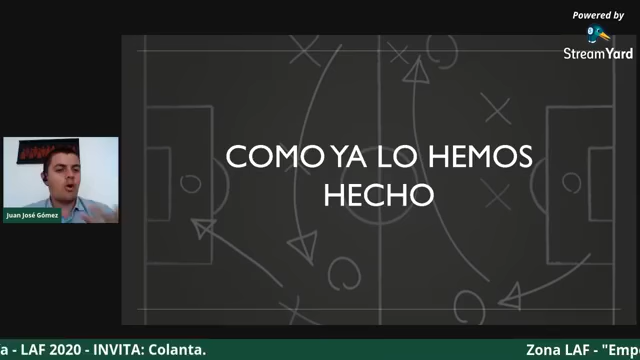 Powered by
StreamYard
COMO YA LO HEMOS
HECHO
Juan José Gómez
a - LAF 2020 - INVITA: Colanta.
Zona LAF - "Emp